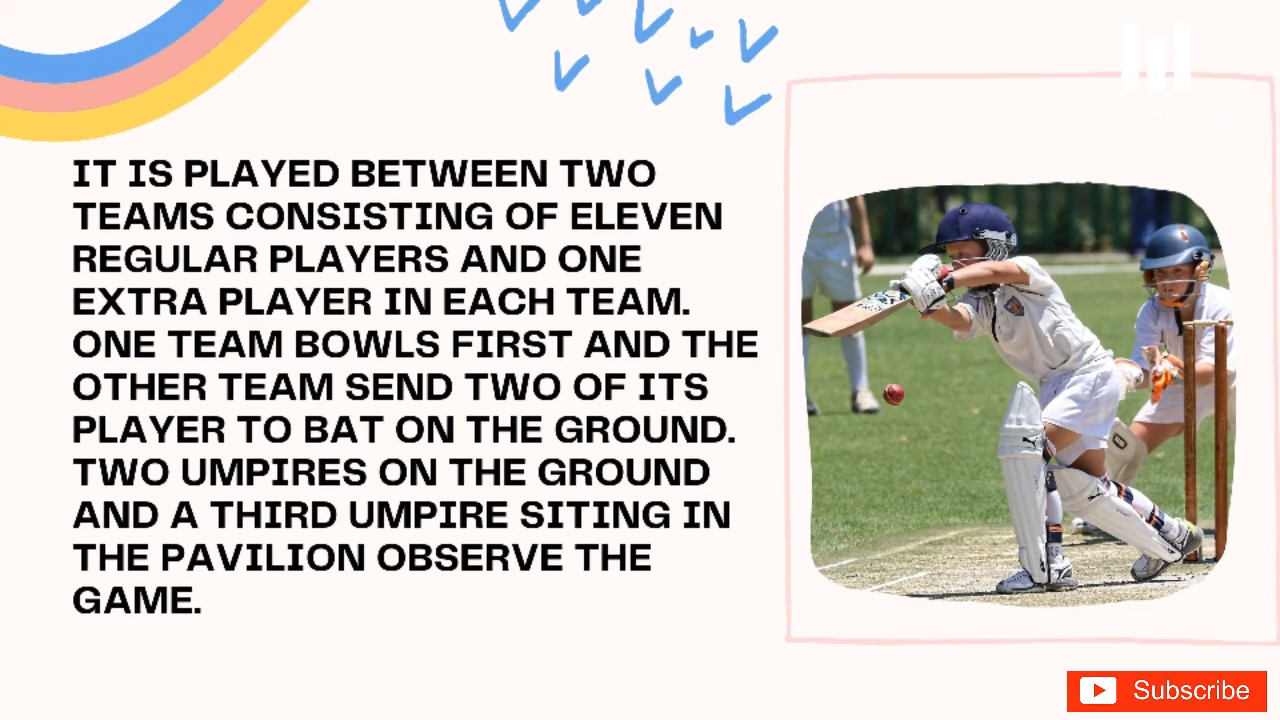 IT IS PLAYED BETWEEN TWO
TEAMS CONSISTING OF ELEVEN
REGULAR PLAYERS AND ONE
EXTRA PLAYER IN EACH TEAM.
ONE TEAM BOWLS FIRST AND THE
OTHER TEAM SEND TWO OF ITS
PLAYER TO BAT ON THE GROUND.
TWO UMPIRES ON THE GROUND
AND A THIRD UMPIRE SITING IN
THE PAVILION OBSERVE THE
GAME.
Subscribe